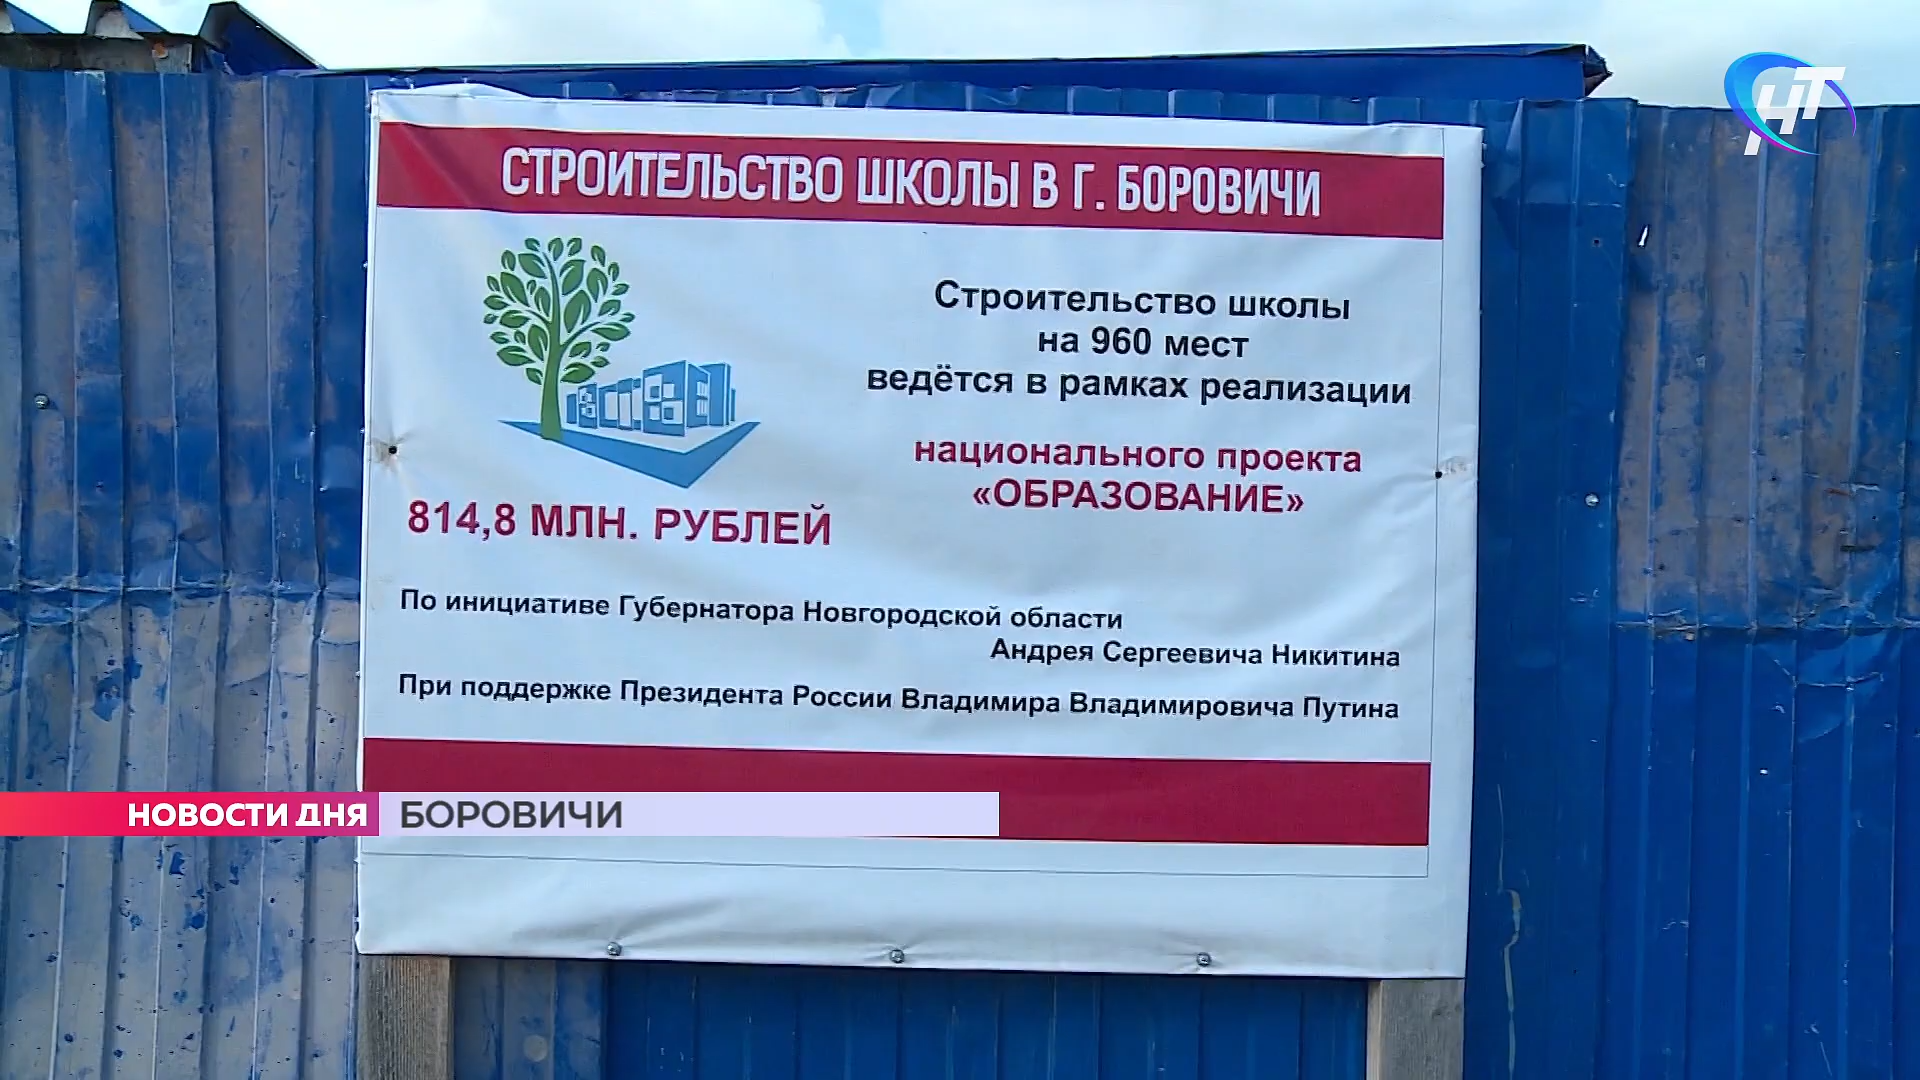 НТ
СТРОИТЕЛЬСТВО ШКОЛЫ В Г. БОРОВИЧИ
Строительство школы
на 960 мест
ведётся в рамках реализации
национального проекта
«ОБРАЗОВАНИЕ»
814,8 МЛН. РУБЛЕЙ
По инициативе Губернатора Новгородской области
Андрея Сергеевича Никитина
При поддержке Президента России Владимира Владимировича Путина
НОВОСТИ ДНЯ
БОРОВИЧИ